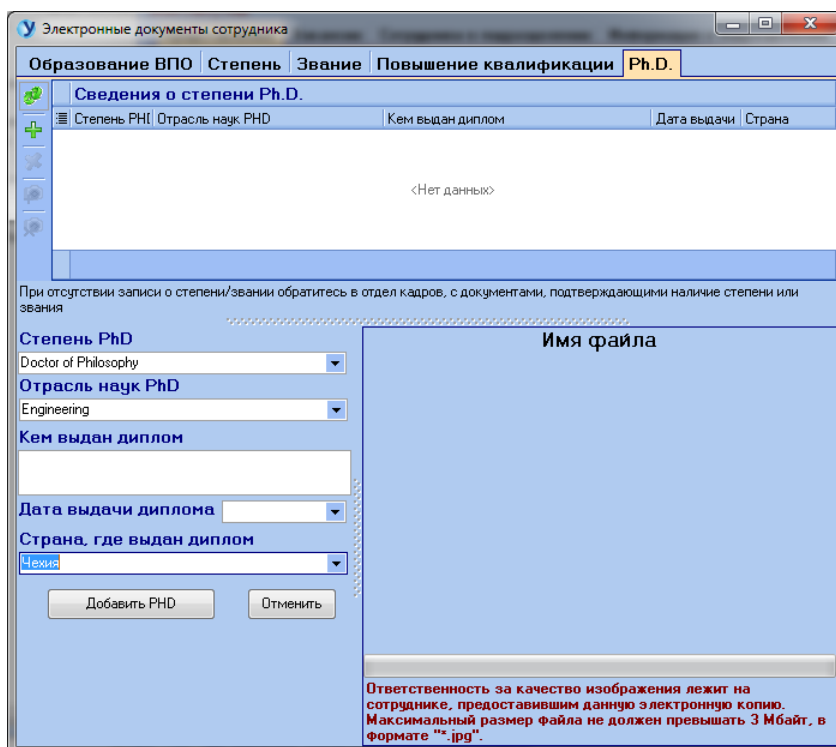 Электронные документы сотрудника
Образование ВПО Степень Звание Повышение квалификации Ph.D.
Сведения о степени Ph.D.
Степень PHD Отрасль наук PHD Кем выдан диплом Дата выдачи Страна
<Нет данных>
При отсутствии записи о степени/звании обратитесь в отдел кадров, с документами, подтверждающими наличие степени или
звания
Степень PhD
Doctor of Philosophy
Отрасль наук PhD
Engineering
Кем выдан диплом
Дата выдачи диплома
Страна, где выдан диплом
Чехия
Добавить PHD Отменить
Имя файла
Ответственность за качество изображения лежит на
сотруднике, предоставившим данную электронную копию.
Максимальный размер файла не должен превышать 3 Мбайт, в
формате "*.jpg".